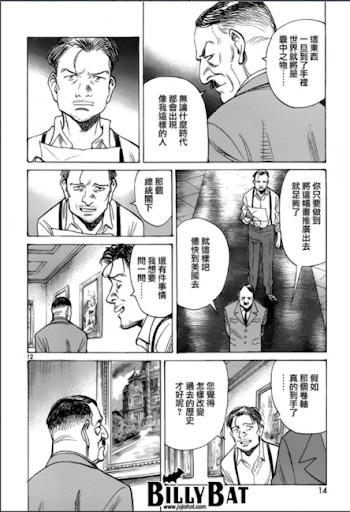 這東西
一旦到了手裡
世界就將是
囊中之物……
無論什麼時代
都會出現
像我這樣的人
你只要做到
將這幅畫推廣出去
就足夠了
那個
總統閣下
就這樣吧
儘快到美國去
還有件事情
我想要
問一問……
假如
那個卷軸
真的到手了
……
您覺得
怎樣改變
過去的歷史
才好呢？
12
14
BILLY BAT
www.jojohot.com